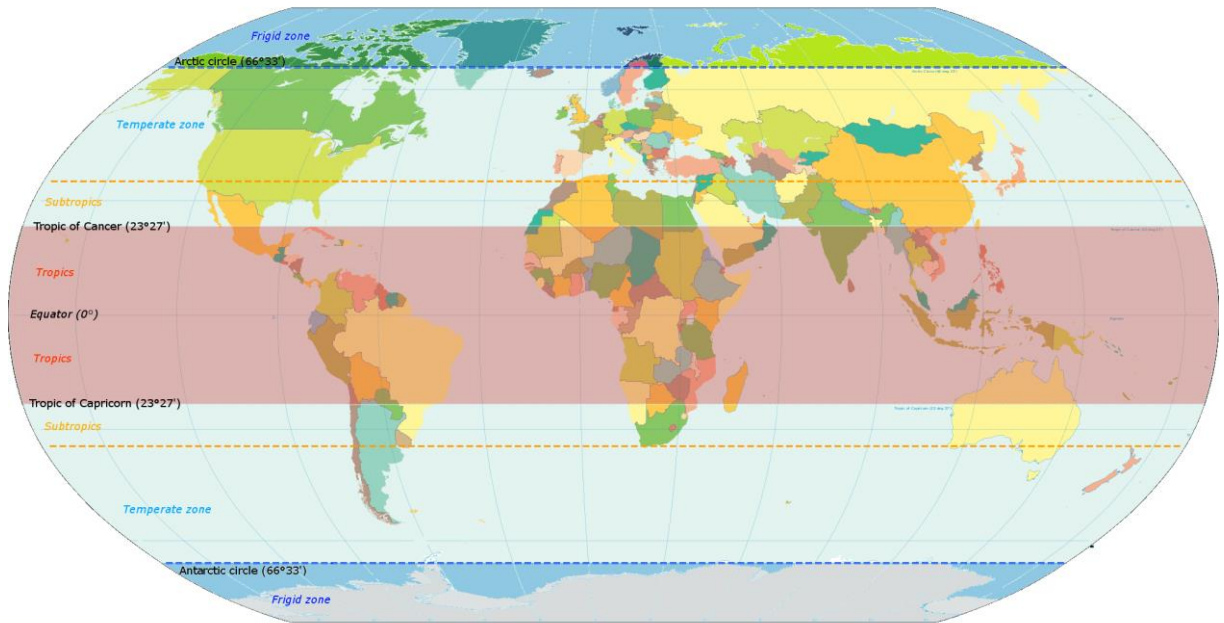 Frigid zone
Arctic circle (66°33')
Temperate zone
Subtropics
Tropic of Cancer (23°27')
Tropics
Equator (0°)
Tropics
Tropic of Capricorn (23°27')
Subtropics
Temperate zone
Antarctic circle (66°33')
Frigid zone